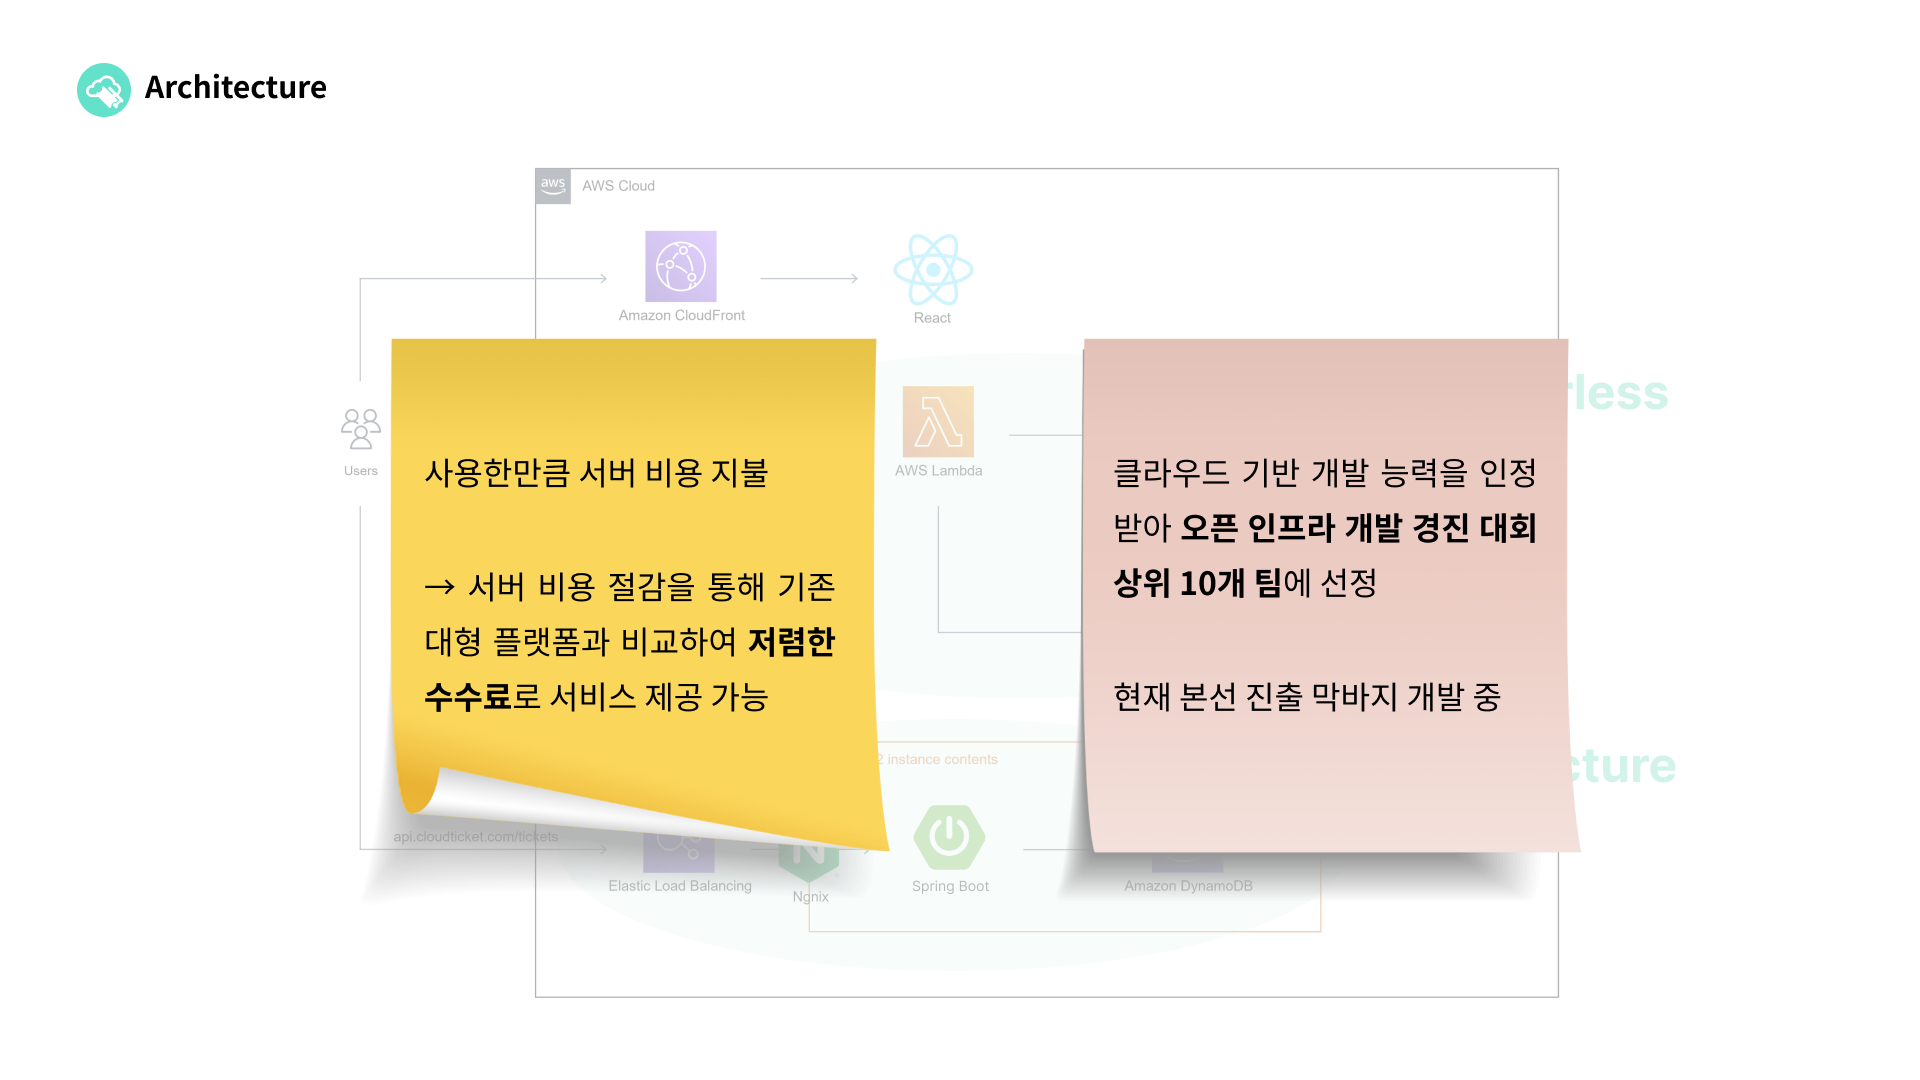 Architecture
aws
AWS Cloud
Amazon CloudFront
React
Users
AWS Lambda
사용한만큼 서버 비용 지불
→ 서버 비용 절감을 통해 기존
대형 플랫폼과 비교하여 저렴한
수수료로 서비스 제공 가능
클라우드 기반 개발 능력을 인정
받아 오픈 인프라 개발 경진 대회
상위 10개 팀에 선정
현재 본선 진출 막바지 개발 중
rless
2 instance contents
cture
api.cloudticket.com/tickets
Elastic Load Balancing
N
Ngnix
Spring Boot
Amazon DynamoDB